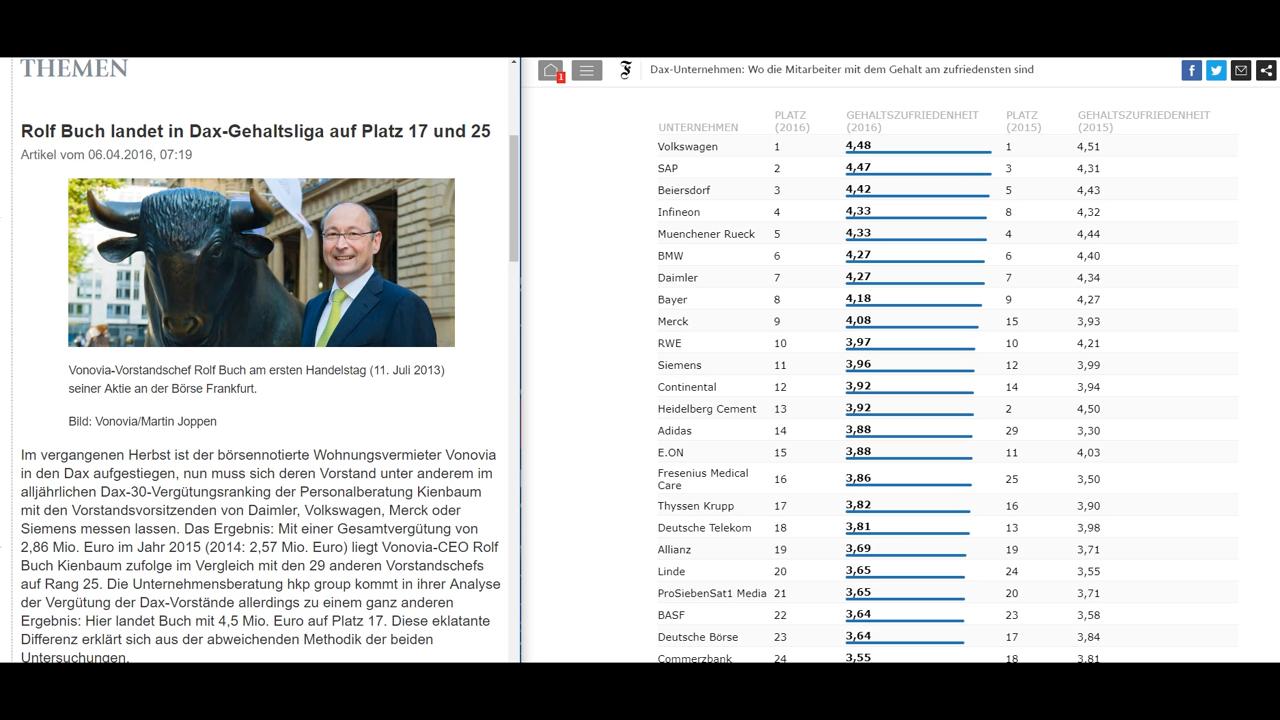 THEMEN
Rolf Buch landet in Dax-Gehaltsliga auf Platz 17 und 25
Artikel vom 06.04.2016, 07:19
Vonovia-Vorstandschef Rolf Buch am ersten Handelstag (11. Juli 2013)
seiner Aktie an der Börse Frankfurt.
Bild: Vonovia/Martin Joppen
Im vergangenen Herbst ist der börsennotierte Wohnungsvermieter Vonovia
in den Dax aufgestiegen, nun muss sich deren Vorstand unter anderem im
alljährlichen Dax-30-Vergütungsranking der Personalberatung Kienbaum
mit den Vorstandsvorsitzenden von Daimler, Volkswagen, Merck oder
Siemens messen lassen. Das Ergebnis: Mit einer Gesamtvergütung von
2,86 Mio. Euro im Jahr 2015 (2014: 2,57 Mio. Euro) liegt Vonovia-CEO Rolf
Buch Kienbaum zufolge im Vergleich mit den 29 anderen Vorstandschefs
auf Rang 25. Die Unternehmensberatung hkp group kommt in ihrer Analyse
der Vergütung der Dax-Vorstände allerdings zu einem ganz anderen
Ergebnis: Hier landet Buch mit 4,5 Mio. Euro auf Platz 17. Diese eklatante
Differenz erklärt sich aus der abweichenden Methodik der beiden
Untersuchungen.
1
Dax-Unternehmen: Wo die Mitarbeiter mit dem Gehalt am zufriedensten sind
UNTERNEHMEN PLATZ (2016) GEHALTSZUFRIEDENHEIT (2016) PLATZ (2015) GEHALTSZUFRIEDENHEIT (2015)
Volkswagen 1 4,48 1 4,51
SAP 2 4,47 3 4,31
Beiersdorf 3 4,42 5 4,43
Infineon 4 4,33 8 4,32
Muenchener Rueck 5 4,33 4 4,44
BMW 6 4,27 6 4,40
Daimler 7 4,27 7 4,34
Bayer 8 4,18 9 4,27
Merck 9 4,08 15 3,93
RWE 10 3,97 10 4,21
Siemens 11 3,96 12 3,99
Continental 12 3,92 14 3,94
Heidelberg Cement 13 3,92 2 4,50
Adidas 14 3,88 29 3,30
E.ON 15 3,88 11 4,03
Fresenius Medical Care 16 3,86 25 3,50
Thyssen Krupp 17 3,82 16 3,90
Deutsche Telekom 18 3,81 13 3,98
Allianz 19 3,69 19 3,71
Linde 20 3,65 24 3,55
ProSiebenSat1 Media 21 3,65 20 3,71
BASF 22 3,64 23 3,58
Deutsche Börse 23 3,64 17 3,84
Commerzbank 24 3,55 18 3,81